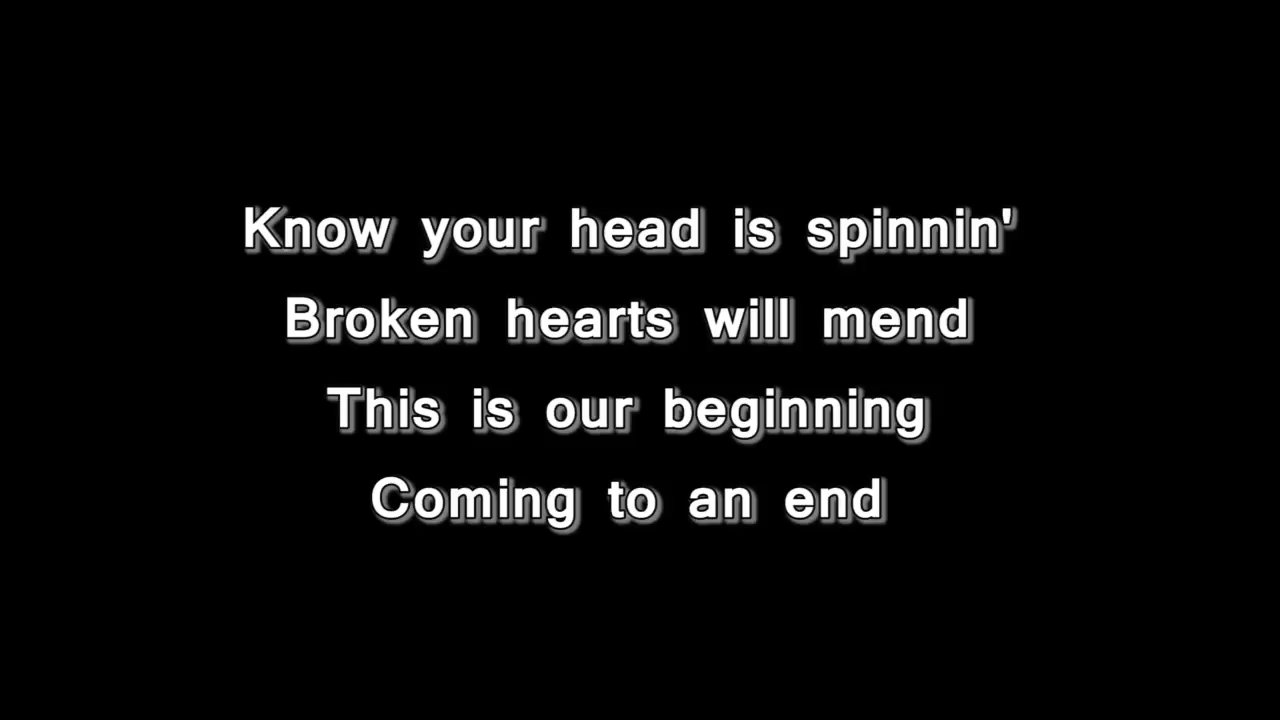 Know your head is spinnin'
Broken hearts will mend
This is our beginning
Coming to an end